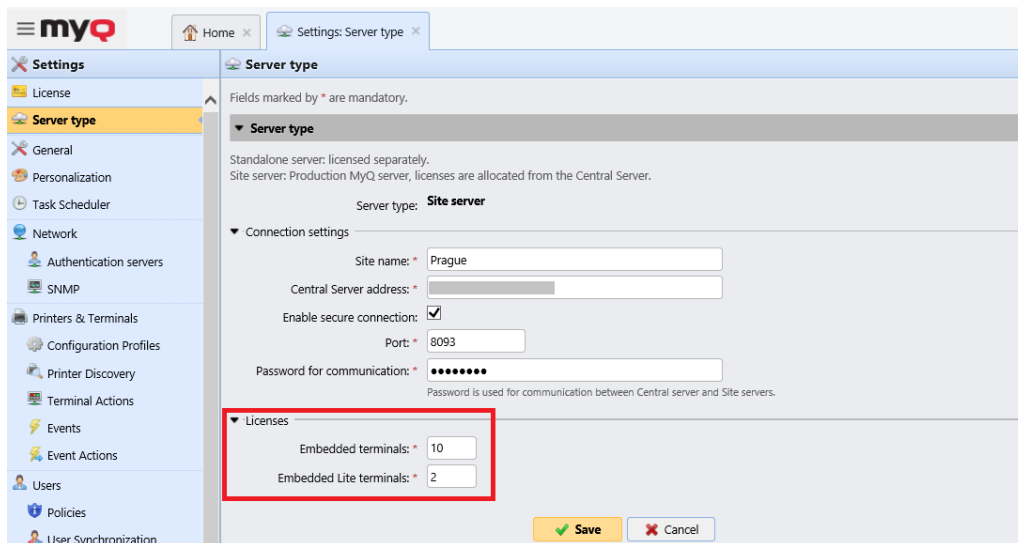 myQ
Home
Settings: Server type
Settings
Server type
License
Server type
General
Personalization
Task Scheduler
Network
Authentication servers
SNMP
Printers & Terminals
Configuration Profiles
Printer Discovery
Terminal Actions
Events
Event Actions
Users
Policies
User Synchronization
Fields marked by * are mandatory.
Server type
Standalone server: licensed separately.
Site server: Production MyQ server, licenses are allocated from the Central Server.
Server type: Site server
Connection settings
Site name: * Prague
Central Server address: *
Enable secure connection:
Port: * 8093
Password for communication: * ••••••••
Password is used for communication between Central server and Site servers.
Licenses
Embedded terminals: * 10
Embedded Lite terminals: * 2
Save
Cancel